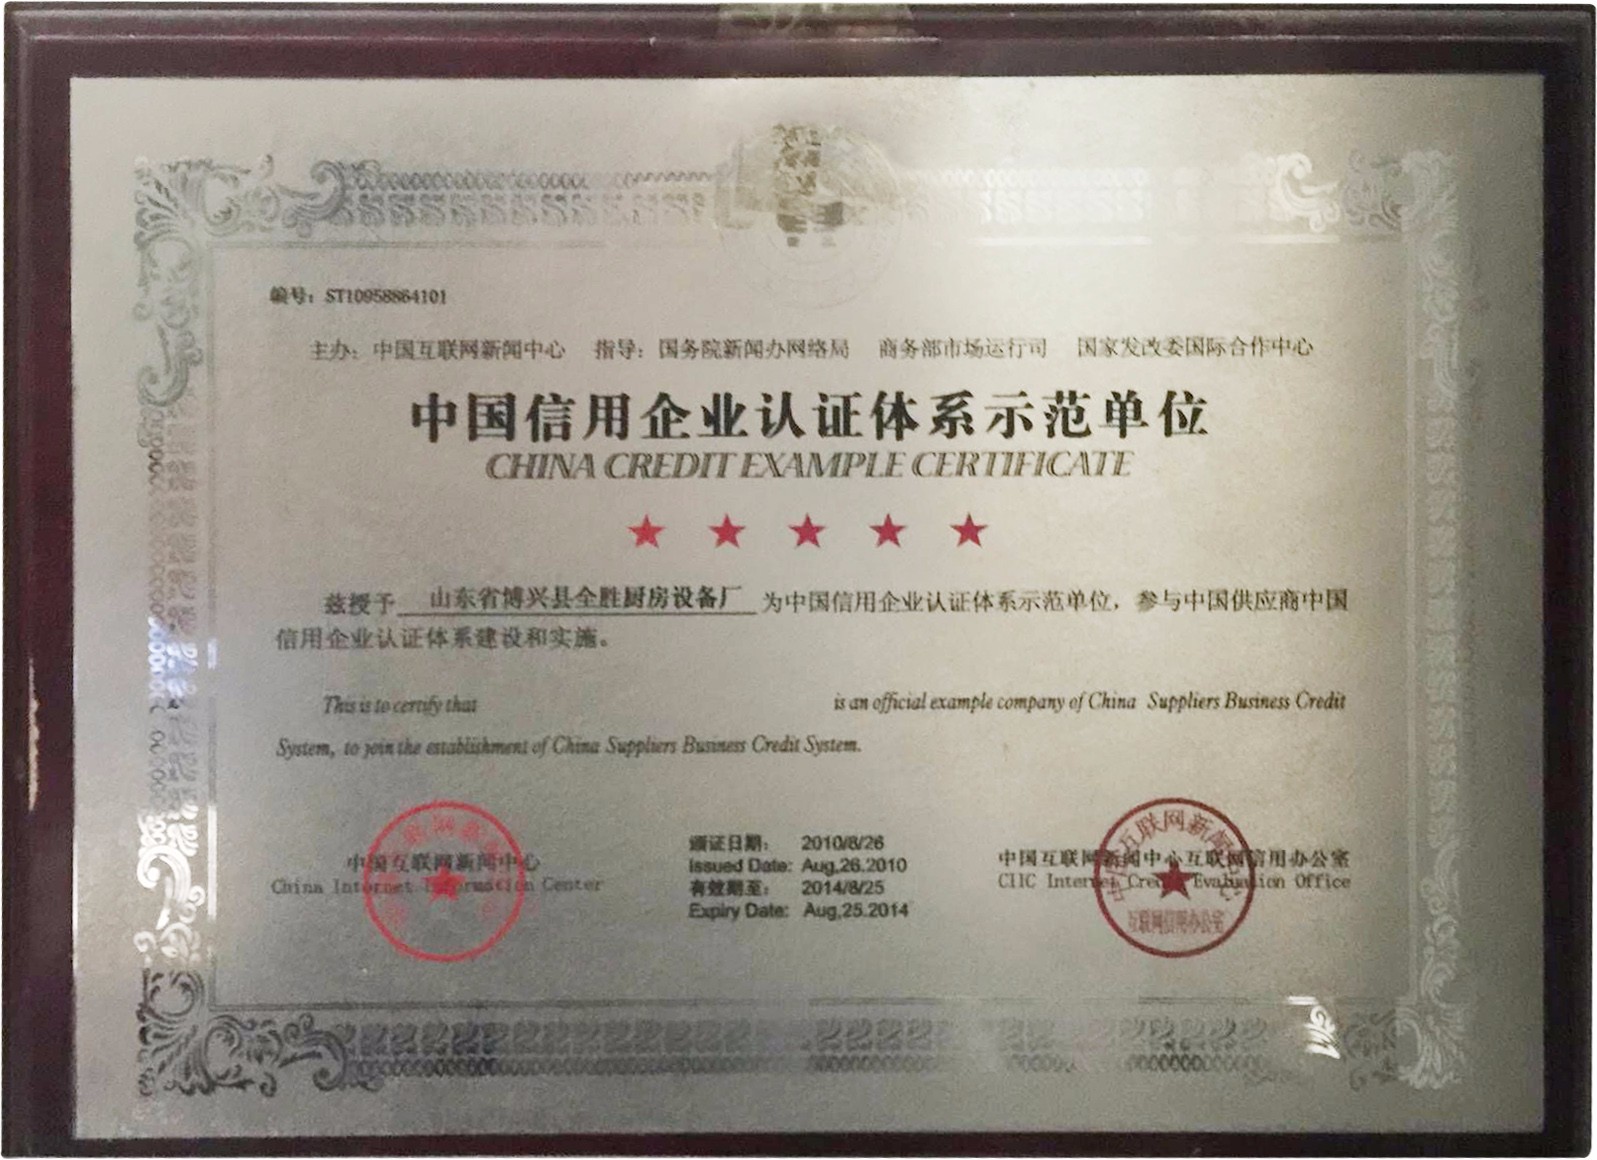 编号：ST10958864101
主办：中国互联网新闻中心 指导：国务院新闻办网络局 商务部市场运行司 国家发改委国际合作中心
中国信用企业认证体系示范单位
CHINA CREDIT EXAMPLE CERTIFICATE
兹授予 山东省博兴县全胜厨房设备厂 为中国信用企业认证体系示范单位，参与中国供应商中国
信用企业认证体系建设和实施。
This is to certify that is an official example company of China Suppliers Business Credit
System, to join the establishment of China Suppliers Business Credit System.
中国互联网新闻中心
China Internet Information Center
颁证日期： 2010/8/26
Issued Date: Aug,26.2010
有效期至： 2014/8/25
Expiry Date: Aug,25.2014
中国互联网新闻中心互联网信用办公室
CIIC Internet Credit Evaluation Office
互联网信用办公室